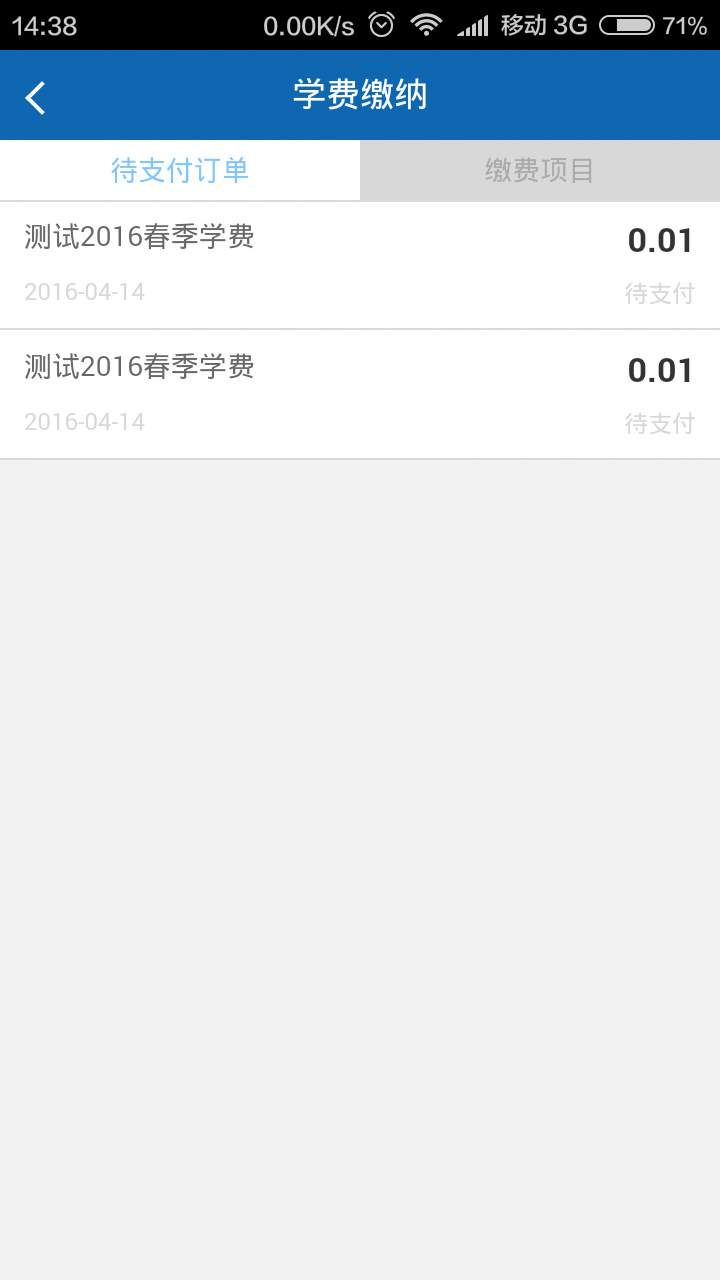 14:38 0.00K/s 移动 3G 71%
学费缴纳
待支付订单 缴费项目
测试2016春季学费 0.01
2016-04-14 待支付
测试2016春季学费 0.01
2016-04-14 待支付